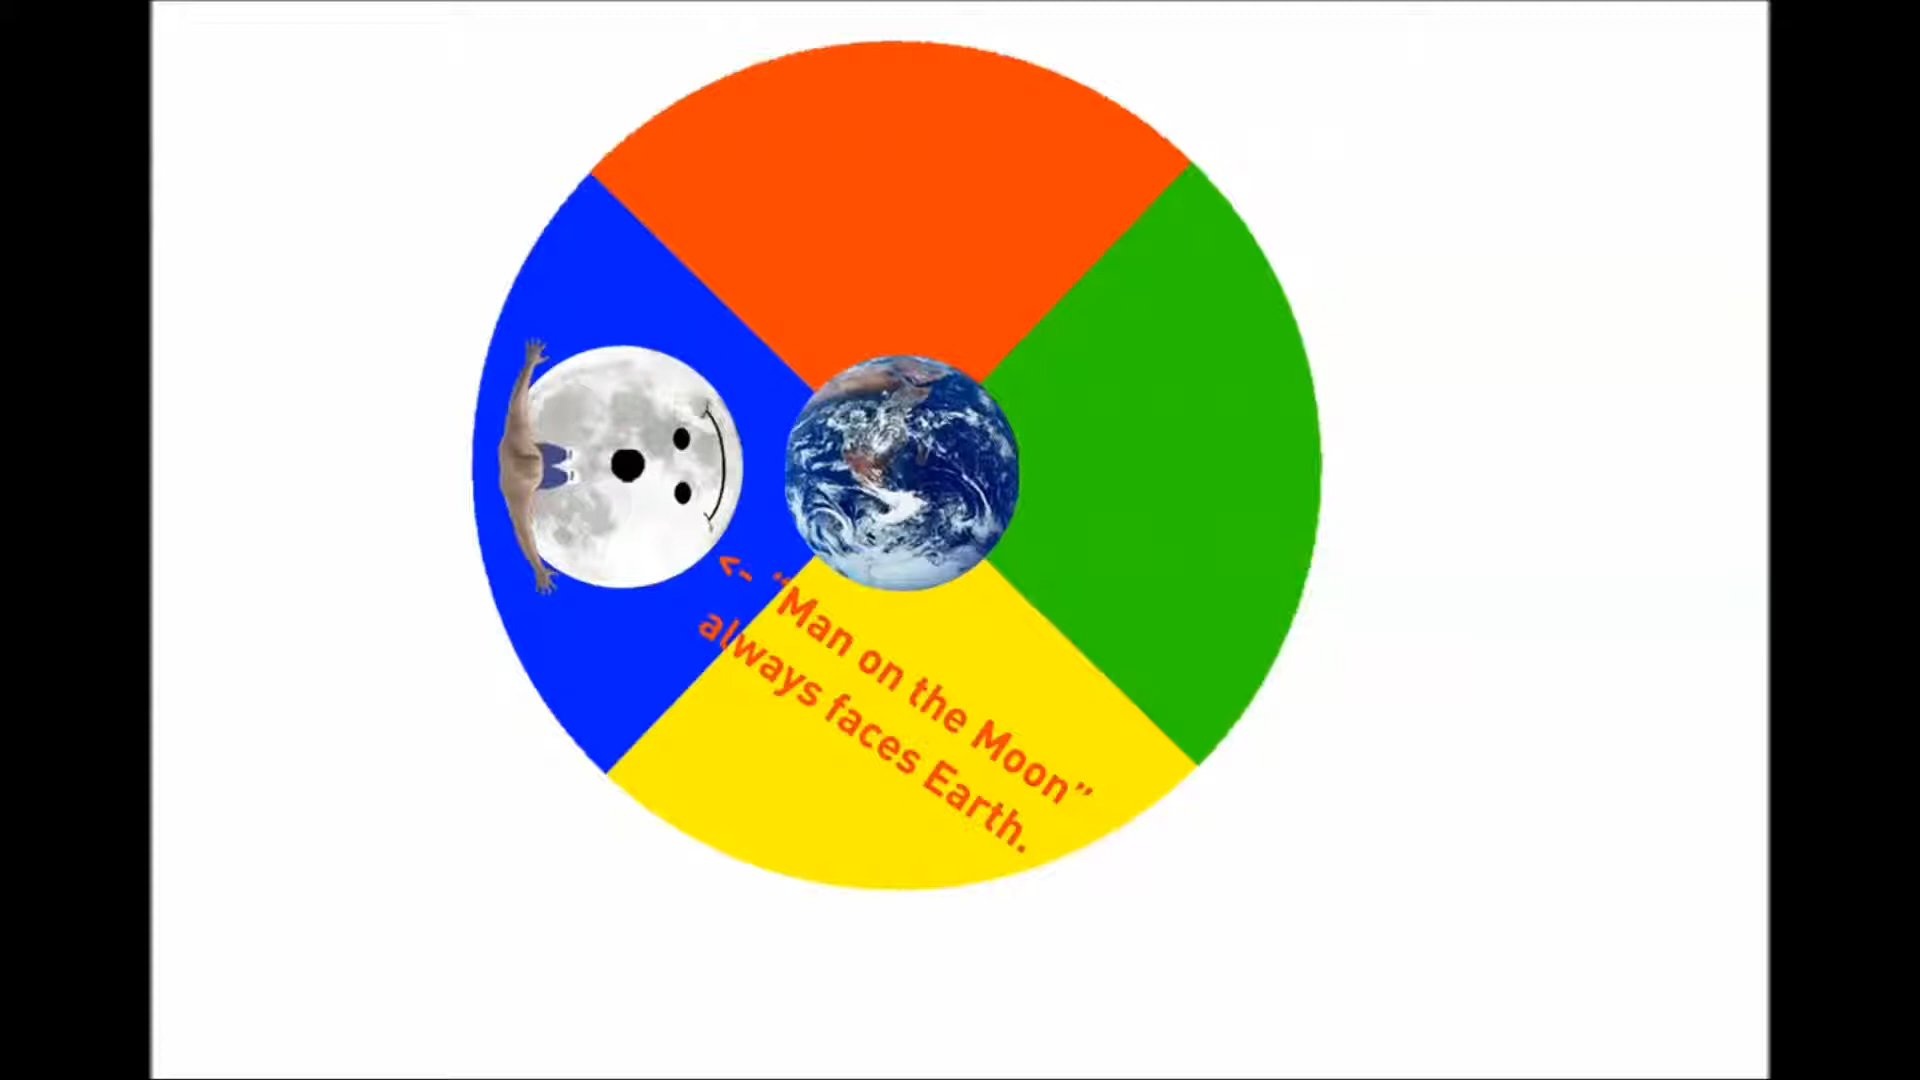 <- “Man on the Moon”
always faces Earth.